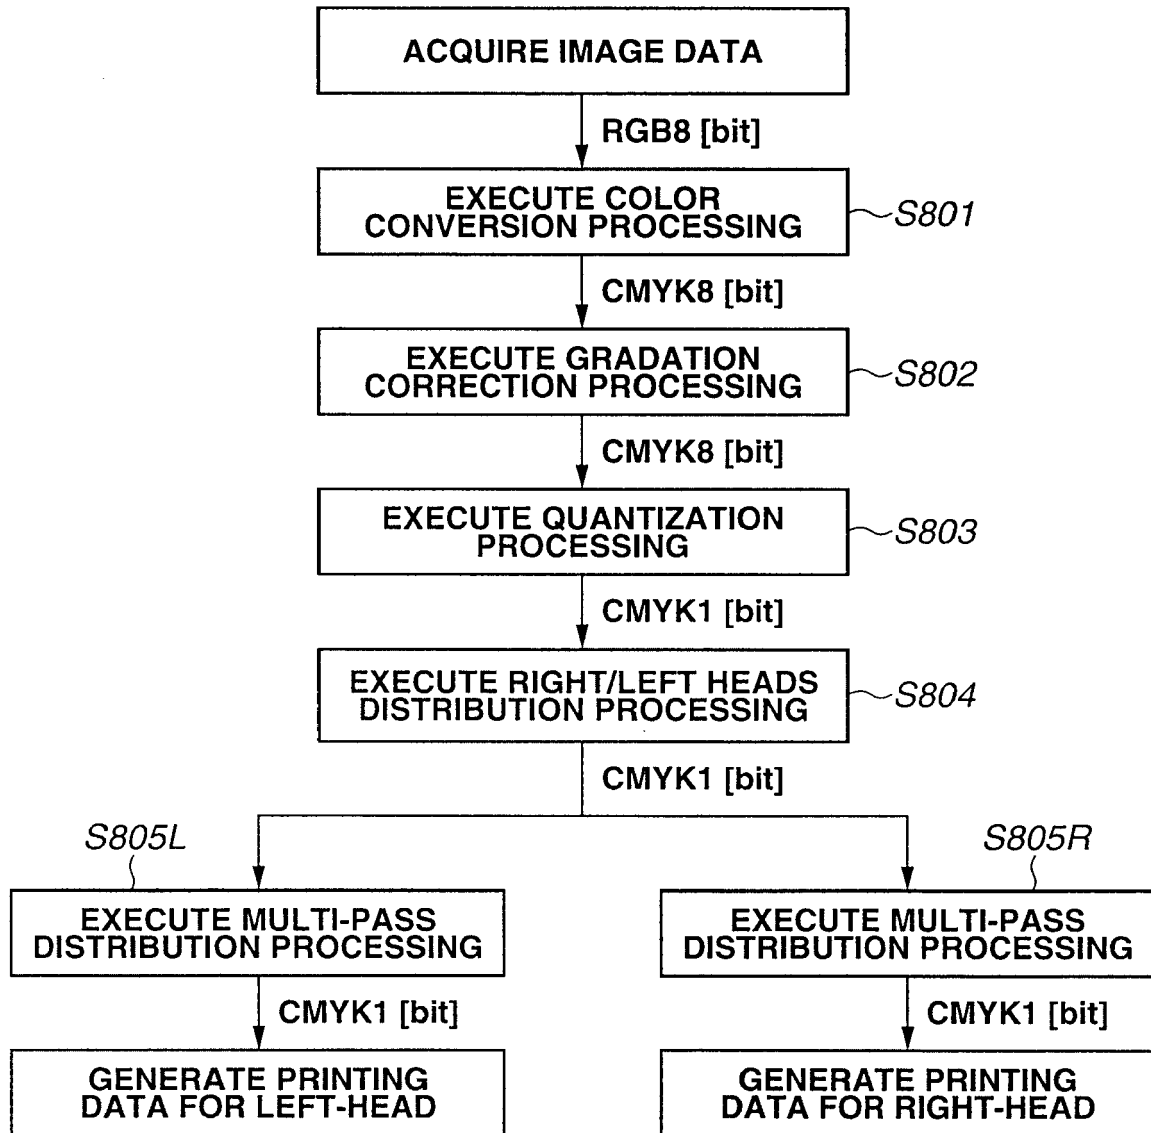 ACQUIRE IMAGE DATA
RGB8 [bit]
EXECUTE COLOR
CONVERSION PROCESSING
S801
CMYK8 [bit]
EXECUTE GRADATION
CORRECTION PROCESSING
S802
CMYK8 [bit]
EXECUTE QUANTIZATION
PROCESSING
S803
CMYK1 [bit]
EXECUTE RIGHT/LEFT HEADS
DISTRIBUTION PROCESSING
S804
CMYK1 [bit]
S805L
EXECUTE MULTI-PASS
DISTRIBUTION PROCESSING
CMYK1 [bit]
GENERATE PRINTING
DATA FOR LEFT-HEAD
S805R
EXECUTE MULTI-PASS
DISTRIBUTION PROCESSING
CMYK1 [bit]
GENERATE PRINTING
DATA FOR RIGHT-HEAD